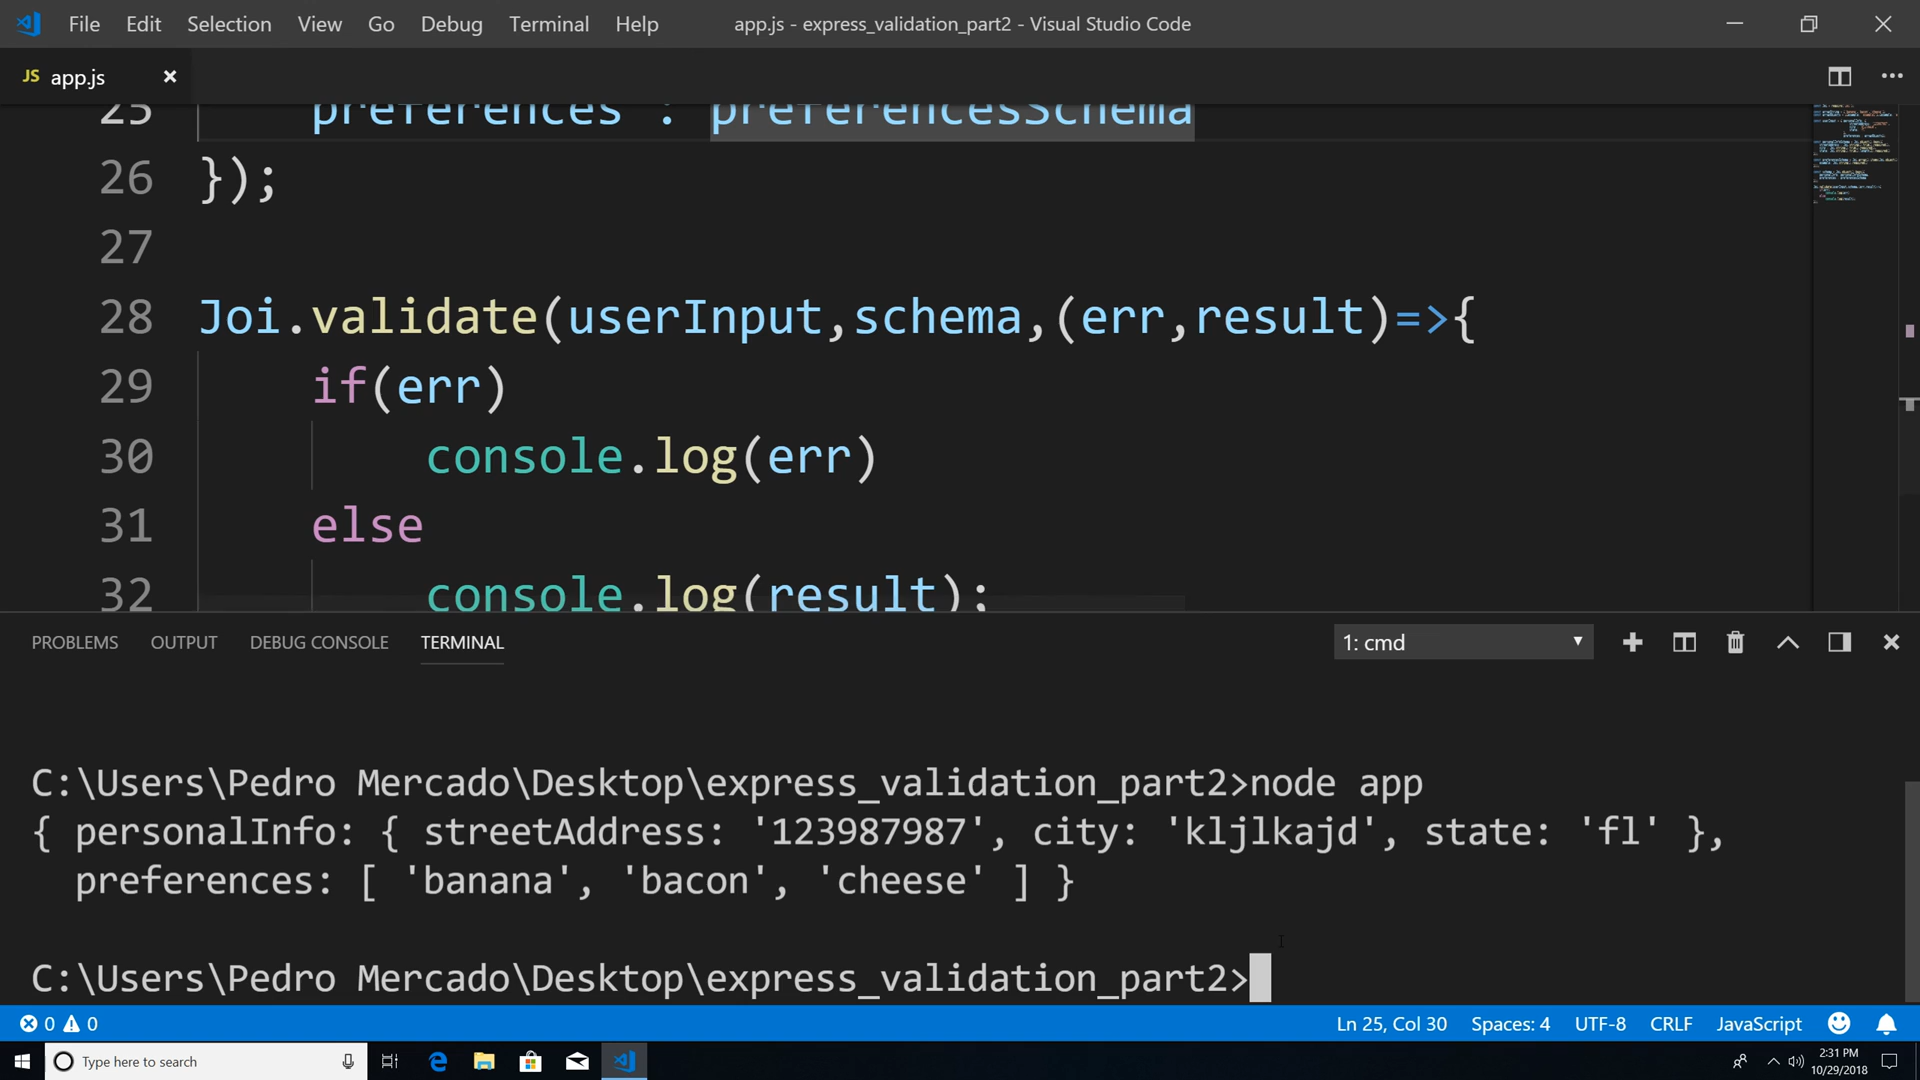 File Edit Selection View Go Debug Terminal Help app.js - express_validation_part2 - Visual Studio Code
JS app.js
25 preferences : preferencesSchema
26 });
27
28 Joi.validate(userInput,schema,(err,result)=>{
29 if(err)
30 console.log(err)
31 else
32 console.log(result);
PROBLEMS OUTPUT DEBUG CONSOLE TERMINAL 1: cmd
C:\Users\Pedro Mercado\Desktop\express_validation_part2>node app
{ personalInfo: { streetAddress: '123987987', city: 'kljlkajd', state: 'fl' },
preferences: [ 'banana', 'bacon', 'cheese' ] }
C:\Users\Pedro Mercado\Desktop\express_validation_part2>
0 0 Ln 25, Col 30 Spaces: 4 UTF-8 CRLF JavaScript
Type here to search
2:31 PM
10/29/2018